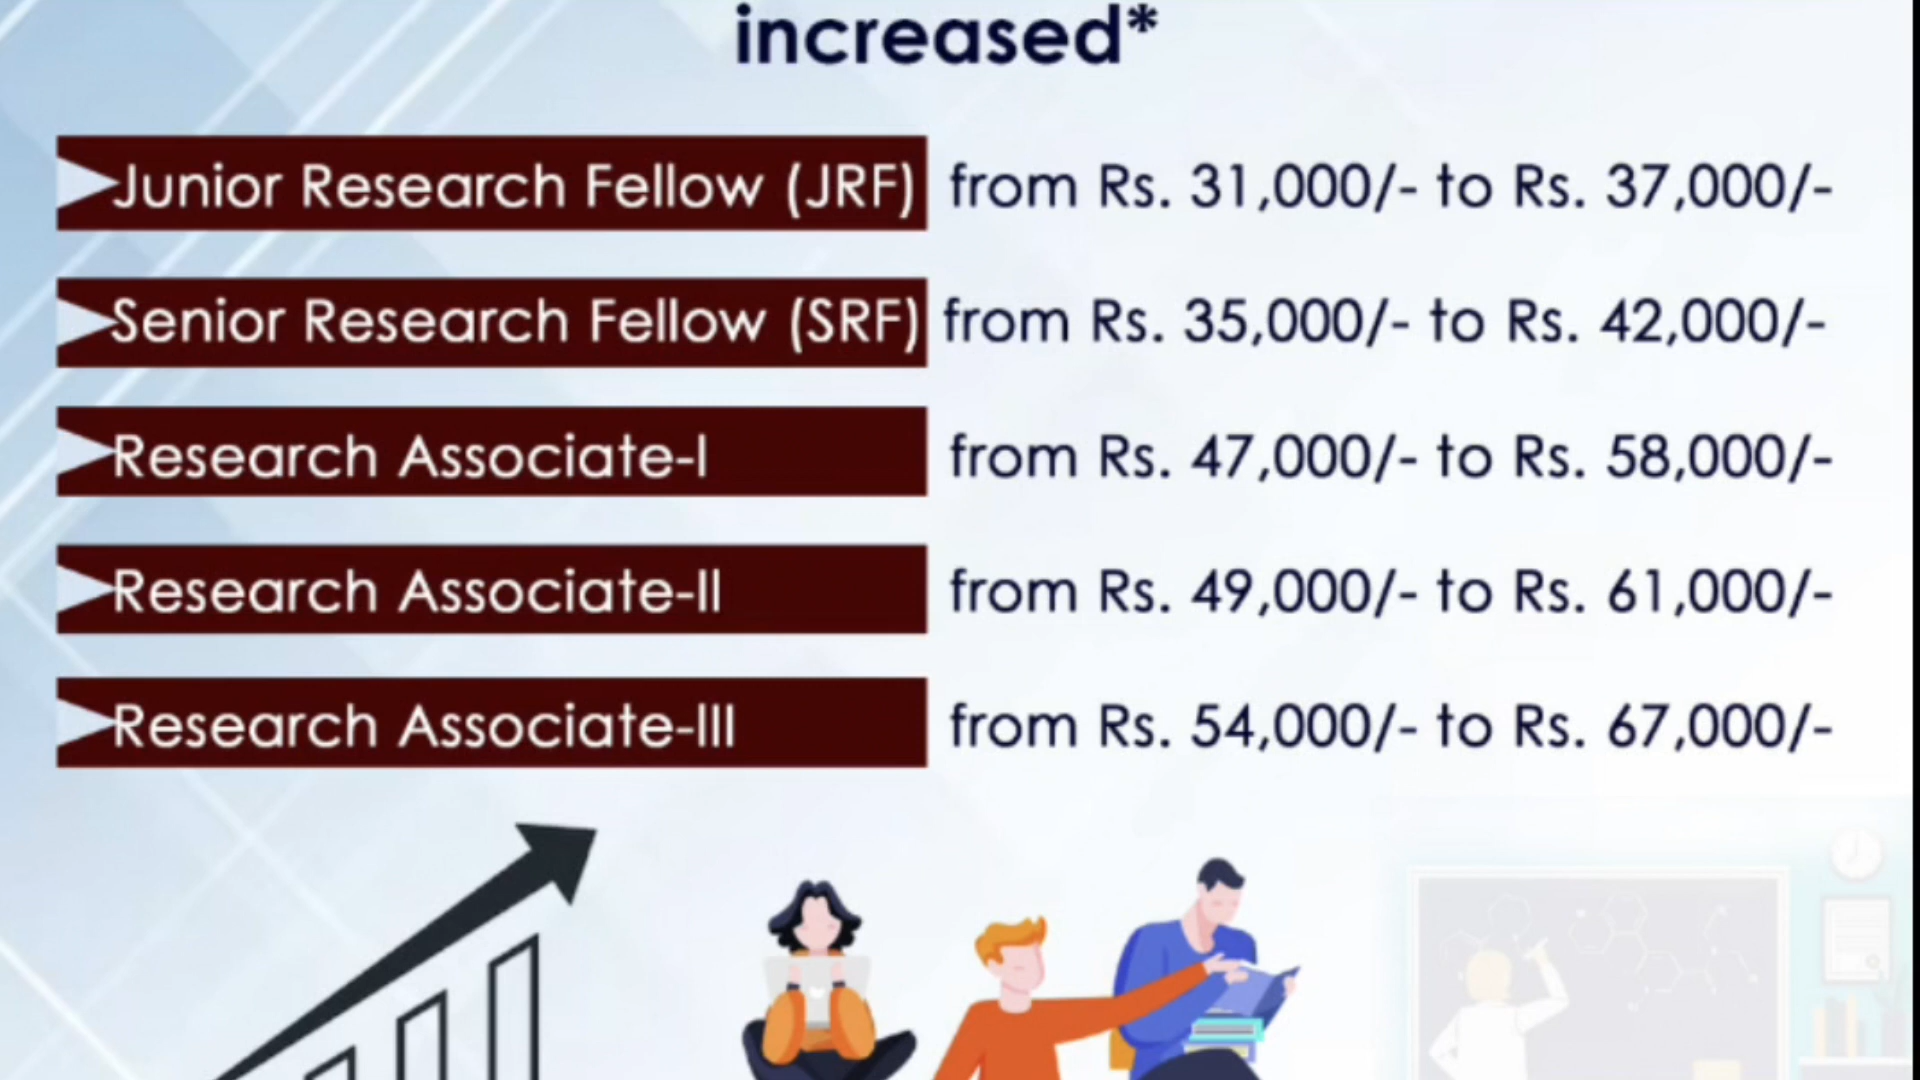 increased*
Junior Research Fellow (JRF) from Rs. 31,000/- to Rs. 37,000/-
Senior Research Fellow (SRF) from Rs. 35,000/- to Rs. 42,000/-
Research Associate-I from Rs. 47,000/- to Rs. 58,000/-
Research Associate-II from Rs. 49,000/- to Rs. 61,000/-
Research Associate-III from Rs. 54,000/- to Rs. 67,000/-